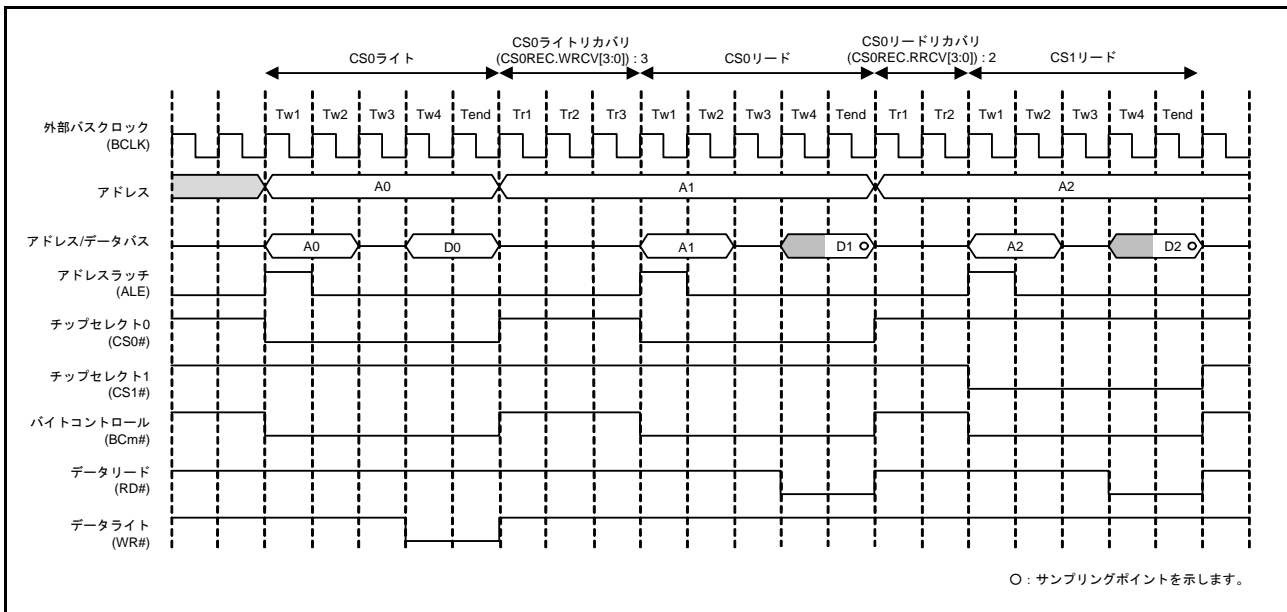 CS0ライト
CS0ライトリカバリ
(CS0REC.WRCV[3:0]) : 3
CS0リード
CS0リードリカバリ
(CS0REC.RRCV[3:0]) : 2
CS1リード
Tw1 Tw2 Tw3 Tw4 Tend Tr1 Tr2 Tr3 Tw1 Tw2 Tw3 Tw4 Tend Tr1 Tr2 Tw1 Tw2 Tw3 Tw4 Tend
外部バスクロック
(BCLK)
アドレス A0 A1 A2
アドレス/データバス A0 D0 A1 D1 A2 D2
アドレスラッチ
(ALE)
チップセレクト0
(CS0#)
チップセレクト1
(CS1#)
バイトコントロール
(BCm#)
データリード
(RD#)
データライト
(WR#)
○ : サンプリングポイントを示します。